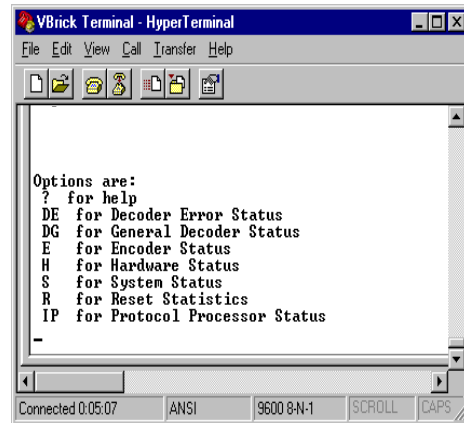 VBrick Terminal - HyperTerminal
File Edit View Call Transfer Help
Options are:
? for help
DE for Decoder Error Status
DG for General Decoder Status
E for Encoder Status
H for Hardware Status
S for System Status
R for Reset Statistics
IP for Protocol Processor Status
Connected 0:05:07 ANSI 9600 8-N-1 SCROLL CAPS